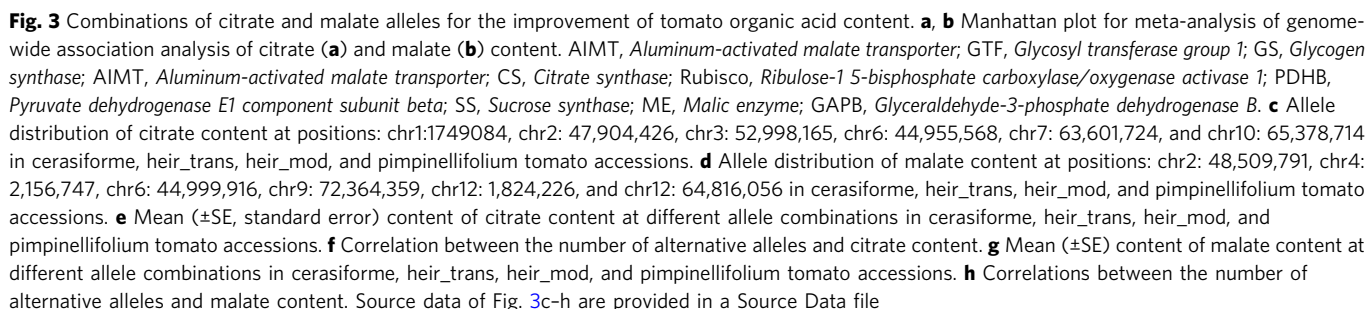 Fig. 3 Combinations of citrate and malate alleles for the improvement of tomato organic acid content. a, b Manhattan plot for meta-analysis of genome-
wide association analysis of citrate (a) and malate (b) content. AIMT, Aluminum-activated malate transporter; GTF, Glycosyl transferase group 1; GS, Glycogen
synthase; AIMT, Aluminum-activated malate transporter; CS, Citrate synthase; Rubisco, Ribulose-1 5-bisphosphate carboxylase/oxygenase activase 1; PDHB,
Pyruvate dehydrogenase E1 component subunit beta; SS, Sucrose synthase; ME, Malic enzyme; GAPB, Glyceraldehyde-3-phosphate dehydrogenase B. c Allele
distribution of citrate content at positions: chr1:1749084, chr2: 47,904,426, chr3: 52,998,165, chr6: 44,955,568, chr7: 63,601,724, and chr10: 65,378,714
in cerasiforme, heir_trans, heir_mod, and pimpinellifolium tomato accessions. d Allele distribution of malate content at positions: chr2: 48,509,791, chr4:
2,156,747, chr6: 44,999,916, chr9: 72,364,359, chr12: 1,824,226, and chr12: 64,816,056 in cerasiforme, heir_trans, heir_mod, and pimpinellifolium tomato
accessions. e Mean (±SE, standard error) content of citrate content at different allele combinations in cerasiforme, heir_trans, heir_mod, and
pimpinellifolium tomato accessions. f Correlation between the number of alternative alleles and citrate content. g Mean (±SE) content of malate content at
different allele combinations in cerasiforme, heir_trans, heir_mod, and pimpinellifolium tomato accessions. h Correlations between the number of
alternative alleles and malate content. Source data of Fig. 3c–h are provided in a Source Data file